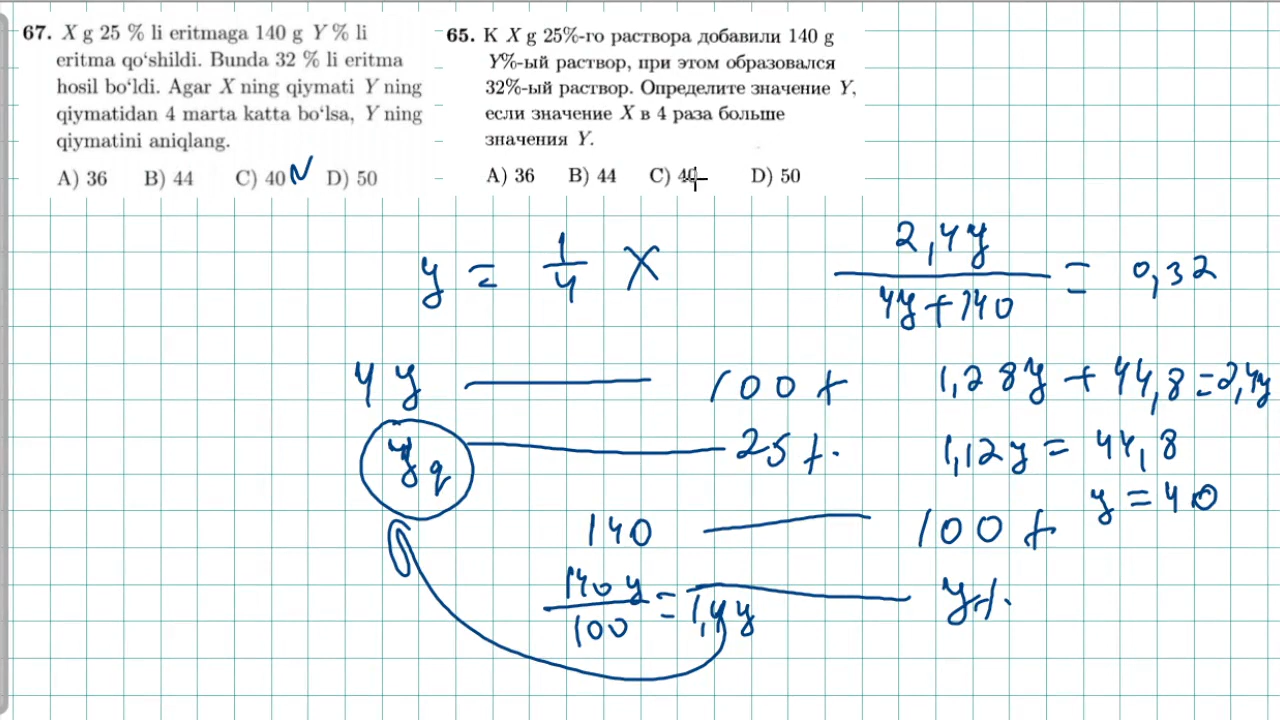 67. X g 25 % li eritmaga 140 g Y % li
eritma qo‘shildi. Bunda 32 % li eritma
hosil bo‘ldi. Agar X ning qiymati Y ning
qiymatidan 4 marta katta bo‘lsa, Y ning
qiymatini aniqlang.
A) 36 B) 44 C) 40 D) 50
65. К X g 25%-го раствора добавили 140 g
Y%-ый раствор, при этом образовался
32%-ый раствор. Определите значение Y,
если значение X в 4 раза больше
значения Y.
A) 36 B) 44 C) 40 D) 50
y = 1/4 X
4y — 100 %
y g — 25 %.
140 — 100 %
140y/100 = 1,4y — y%.
2,4y/(4y+140) = 0,32
1,28y + 44,8 = 2,4y
1,12y = 44,8
y = 40